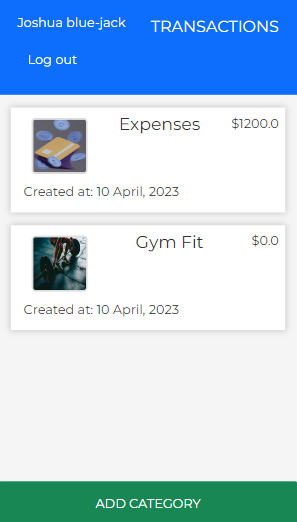 Joshua blue-jack
TRANSACTIONS
Log out
Expenses
$1200.0
Created at: 10 April, 2023
Gym Fit
$0.0
Created at: 10 April, 2023
ADD CATEGORY